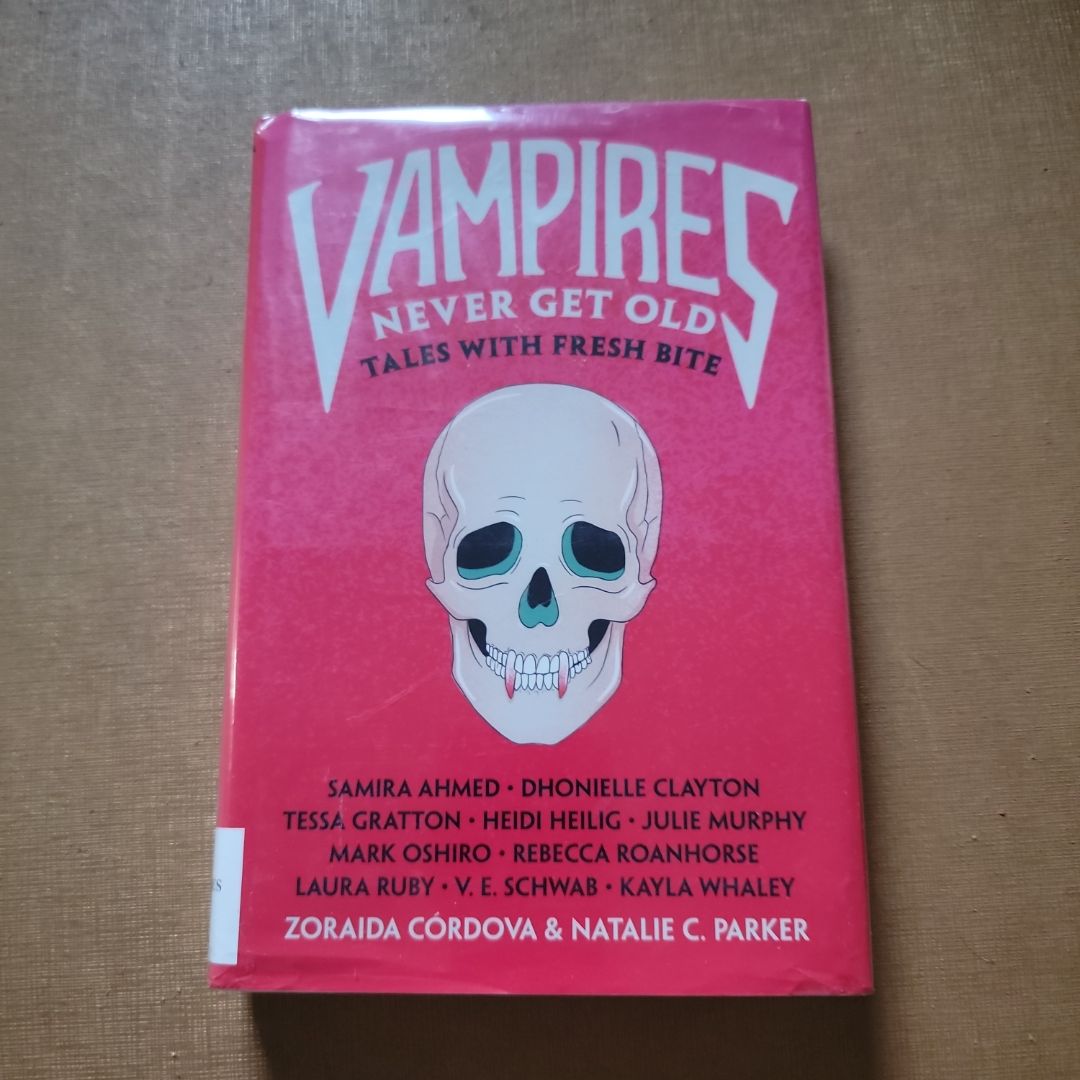 VAMPIRES
NEVER GET OLD
TALES WITH FRESH BITE
SAMIRA AHMED • DHONIELLE CLAYTON
TESSA GRATTON • HEIDI HEILIG • JULIE MURPHY
MARK OSHIRO • REBECCA ROANHORSE
LAURA RUBY • V. E. SCHWAB • KAYLA WHALEY
ZORAIDA CÓRDOVA & NATALIE C. PARKER